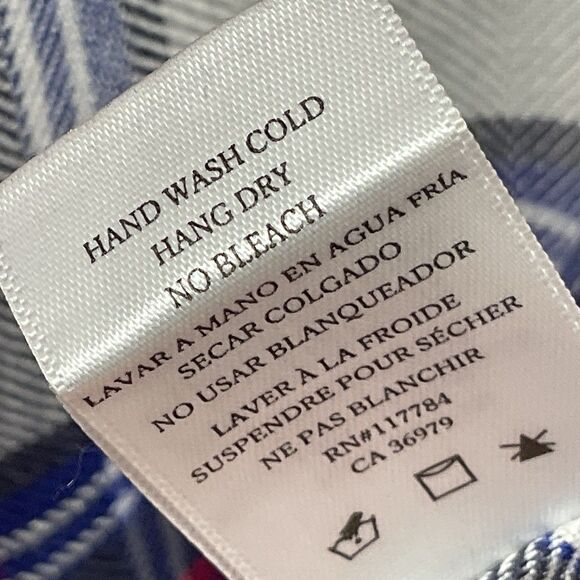 HAND WASH COLD
HANG DRY
NO BLEACH
LAVAR A MANO EN AGUA FRÍA
SECAR COLGADO
NO USAR BLANQUEADOR
LAVER À LA FROIDE
SUSPENDRE POUR SÉCHER
NE PAS BLANCHIR
RN#117784
CA 36979